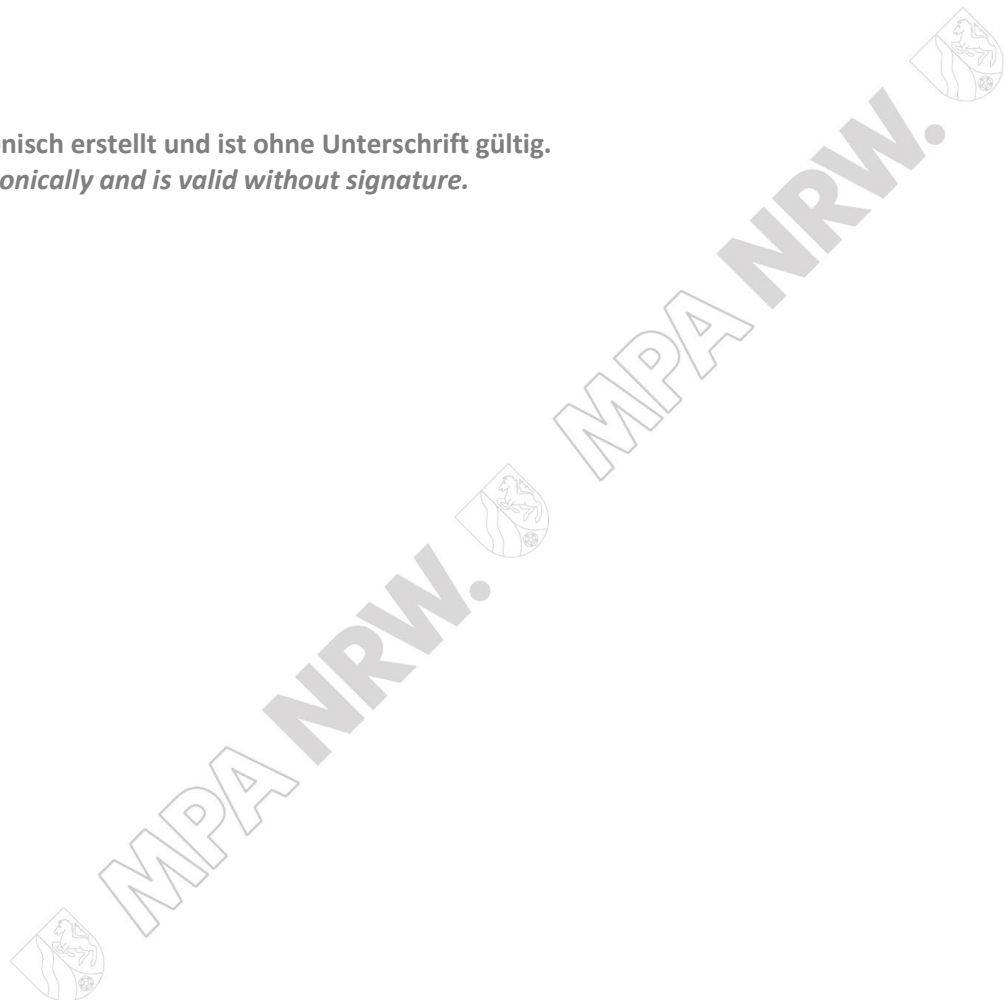 nisch erstellt und ist ohne Unterschrift gültig.
onically and is valid without signature.
MPA NRW.
MPA NRW.